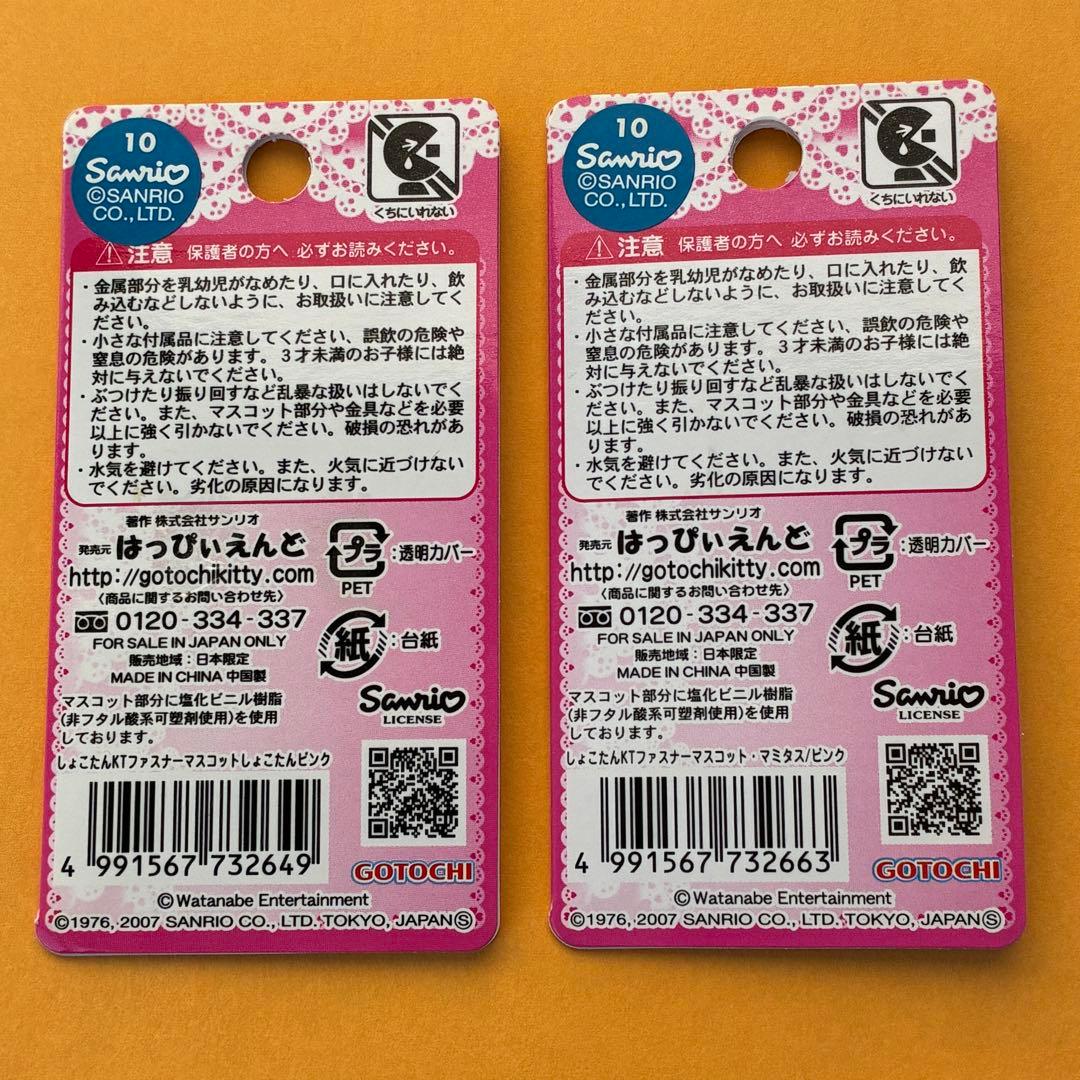 10
Sanrio
©SANRIO
CO.,LTD.
くちにいれない
注意 保護者の方へ 必ずお読みください。
・金属部分を乳幼児がなめたり、口に入れたり、飲
み込むなどしないように、お取扱いに注意してく
ださい。
・小さな付属品に注意してください、誤飲の危険や
窒息の危険があります。3才未満のお子様には絶
対に与えないでください。
・ぶつけたり振り回すなど乱暴な扱いはしないでく
ださい。また、マスコット部分や金具などを必要
以上に強く引かないでください。破損の恐れがあ
ります。
・水気を避けてください。また、火気に近づけない
でください。劣化の原因になります。
著作 株式会社サンリオ
発売元 はっぴぃえんど
http://gotochikitty.com
〈商品に関するお問い合わせ先〉
0120-334-337
FOR SALE IN JAPAN ONLY
販売地域：日本限定
MADE IN CHINA 中国製
プラ :透明カバー
PET
紙 :台紙
マスコット部分に塩化ビニル樹脂
(非フタル酸系可塑剤使用)を使用
しております。
Sanrio
LICENSE
しょこたんKTファスナーマスコットしょこたんピンク
4 991567 732649
GOTOCHI
©Watanabe Entertainment
©1976, 2007 SANRIO CO., LTD. TOKYO, JAPAN Ⓢ
10
Sanrio
©SANRIO
CO.,LTD.
くちにいれない
注意 保護者の方へ 必ずお読みください。
・金属部分を乳幼児がなめたり、口に入れたり、飲
み込むなどしないように、お取扱いに注意してく
ださい。
・小さな付属品に注意してください、誤飲の危険や
窒息の危険があります。3才未満のお子様には絶
対に与えないでください。
・ぶつけたり振り回すなど乱暴な扱いはしないでく
ださい。また、マスコット部分や金具などを必要
以上に強く引かないでください。破損の恐れがあ
ります。
・水気を避けてください。また、火気に近づけない
でください。劣化の原因になります。
著作 株式会社サンリオ
発売元 はっぴぃえんど
http://gotochikitty.com
〈商品に関するお問い合わせ先〉
0120-334-337
FOR SALE IN JAPAN ONLY
販売地域：日本限定
MADE IN CHINA 中国製
プラ :透明カバー
PET
紙 :台紙
マスコット部分に塩化ビニル樹脂
(非フタル酸系可塑剤使用)を使用
しております。
Sanrio
LICENSE
しょこたんKTファスナーマスコット・マミタス/ピンク
4 991567 732663
GOTOCHI
©Watanabe Entertainment
©1976, 2007 SANRIO CO., LTD. TOKYO, JAPAN Ⓢ